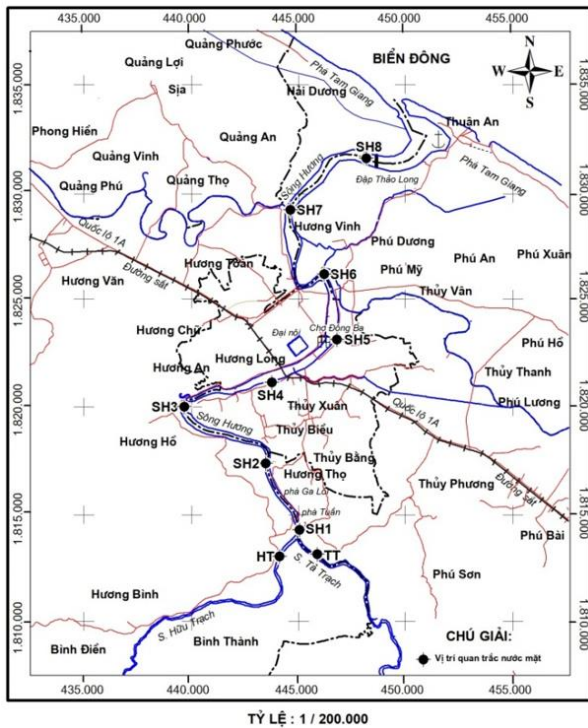 435.000 440.000 445.000 450.000 455.000
Quảng Phước
BIỂN ĐÔNG
N
W E
S
Quảng Lợi
Phá Tam Giang
Hải Dương
1.835.000
1.835.000
Sịa
Thuận An
Phong Hiền
Quảng An
Quảng Vinh
SH8
Phá Tam Giang
Quảng Phú
Quảng Thọ
Sông Hương
Đập Thảo Long
1.830.000
1.830.000
SH7
Quốc lộ 1A
Hương Vinh
Phú Dương
Phú An
Phú Xuân
Hương Toàn
Hương Văn
Đường sắt
SH6
Phú Mỹ
Thủy Vân
1.825.000
1.825.000
Hương Chữ
Đại nội
Chợ Đông Ba
SH5
Phú Hồ
Hương Long
Hương An
Thủy Thanh
SH4
Phú Lương
1.820.000
SH3
Thủy Xuân
Quốc lộ 1A
1.820.000
Sông Hương
Thủy Biều
Hương Hồ
Thủy Bằng
SH2
Hương Thọ
Thủy Phương
Đường sắt
phà Ga Lôi
1.815.000
phà Tuần
1.815.000
SH1
Phú Bài
HT
TT
S. Tả Trạch
Phú Sơn
Hương Bình
1.810.000
S. Hữu Trạch
1.810.000
Bình Điền
Bình Thành
CHÚ GIẢI:
Vị trí quan trắc nước mặt
435.000 440.000 445.000 450.000 455.000
TỶ LỆ : 1 / 200.000